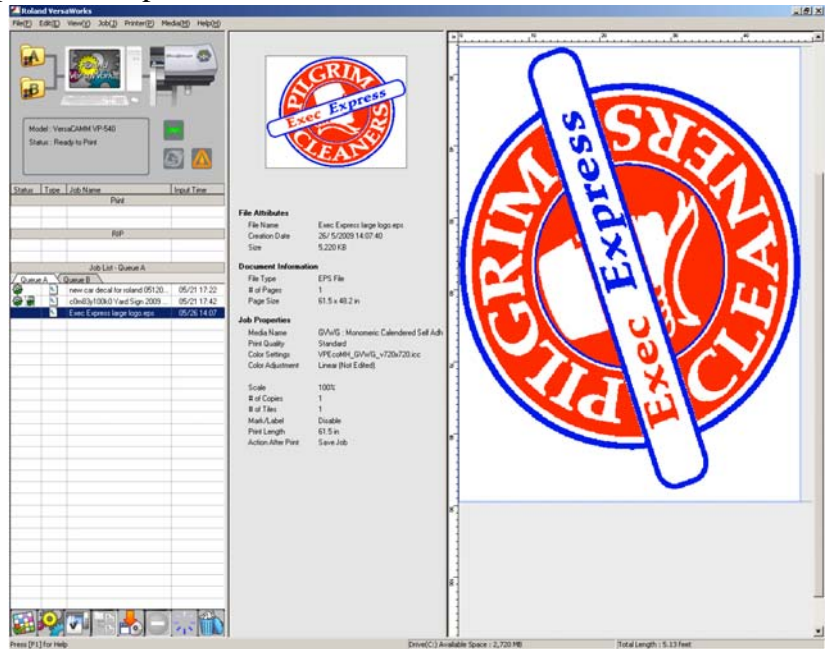 Roland VersaWorks
File(F) Edit(E) View(V) Job(J) Printer(P) Media(M) Help(H)
A
B
Model : VersaCAMM VP-540
Status : Ready to Print
Status Type Job Name Input Time
Print
RIP
Job List - Queue A
Queue A Queue B
new car decal for roland 05120... 05/21 17:22
c0m83y100k0 Yard Sign 2009 ... 05/21 17:42
Exec Express large logo.eps 05/26 14:07
Press [F1] for Help
PILGRIM
Exec Express
CLEANERS
File Attributes
File Name Exec Express large logo.eps
Creation Date 26/ 5/2009 14:07:40
Size 5,220 KB
Document Information
File Type EPS File
# of Pages 1
Page Size 61.5 x 48.2 in
Job Properties
Media Name GVWG : Monomeric Calendered Self Adh
Print Quality Standard
Color Settings VPEcoMM_GVWG_v720x720.icc
Color Adjustment Linear (Not Edited)
Scale 100%
# of Copies 1
# of Tiles 1
Mark/Label Disable
Print Length 61.5 in
Action After Print Save Job
PILGRIM
Exec Express
CLEANERS
Drive(C:) Available Space : 2,720 MB
Total Length : 5.13 Feet